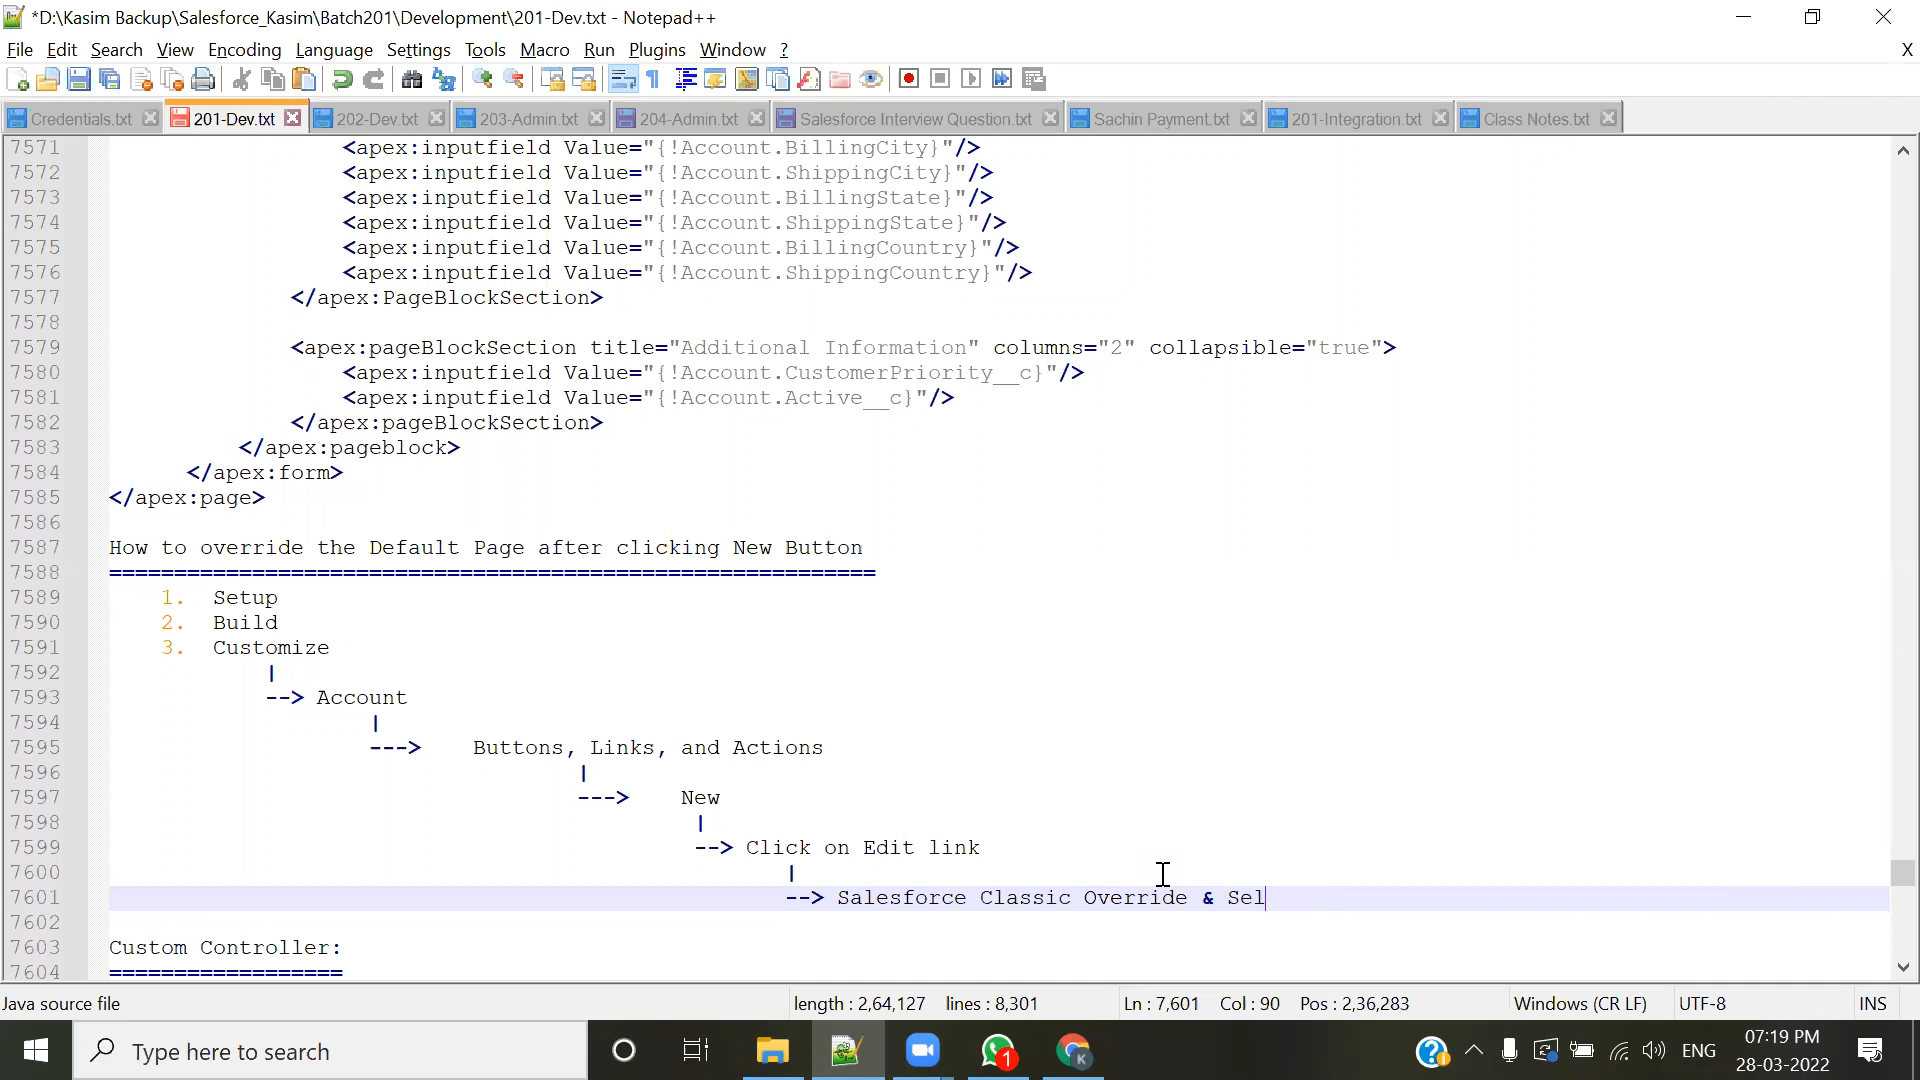 *D:\Kasim Backup\Salesforce_Kasim\Batch201\Development\201-Dev.txt - Notepad++
File Edit Search View Encoding Language Settings Tools Macro Run Plugins Window ? X
Credentials.txt 201-Dev.txt 202-Dev.txt 203-Admin.txt 204-Admin.txt Salesforce Interview Question.txt Sachin Payment.txt 201-Integration.txt Class Notes.txt
7571 <apex:inputfield Value="{!Account.BillingCity}"/>
7572 <apex:inputfield Value="{!Account.ShippingCity}"/>
7573 <apex:inputfield Value="{!Account.BillingState}"/>
7574 <apex:inputfield Value="{!Account.ShippingState}"/>
7575 <apex:inputfield Value="{!Account.BillingCountry}"/>
7576 <apex:inputfield Value="{!Account.ShippingCountry}"/>
7577 </apex:PageBlockSection>
7578
7579 <apex:pageBlockSection title="Additional Information" columns="2" collapsible="true">
7580 <apex:inputfield Value="{!Account.CustomerPriority__c}"/>
7581 <apex:inputfield Value="{!Account.Active__c}"/>
7582 </apex:pageBlockSection>
7583 </apex:pageblock>
7584 </apex:form>
7585 </apex:page>
7586
7587 How to override the Default Page after clicking New Button
7588 ===========================================================
7589 1. Setup
7590 2. Build
7591 3. Customize
7592 |
7593 --> Account
7594 |
7595 ---> Buttons, Links, and Actions
7596 |
7597 ---> New
7598 |
7599 --> Click on Edit link
7600 |
7601 --> Salesforce Classic Override & Sel
7602
7603 Custom Controller:
7604 ==================
Java source file length : 2,64,127 lines : 8,301 Ln : 7,601 Col : 90 Pos : 2,36,283 Windows (CR LF) UTF-8 INS
Type here to search 1 K ENG 07:19 PM
28-03-2022